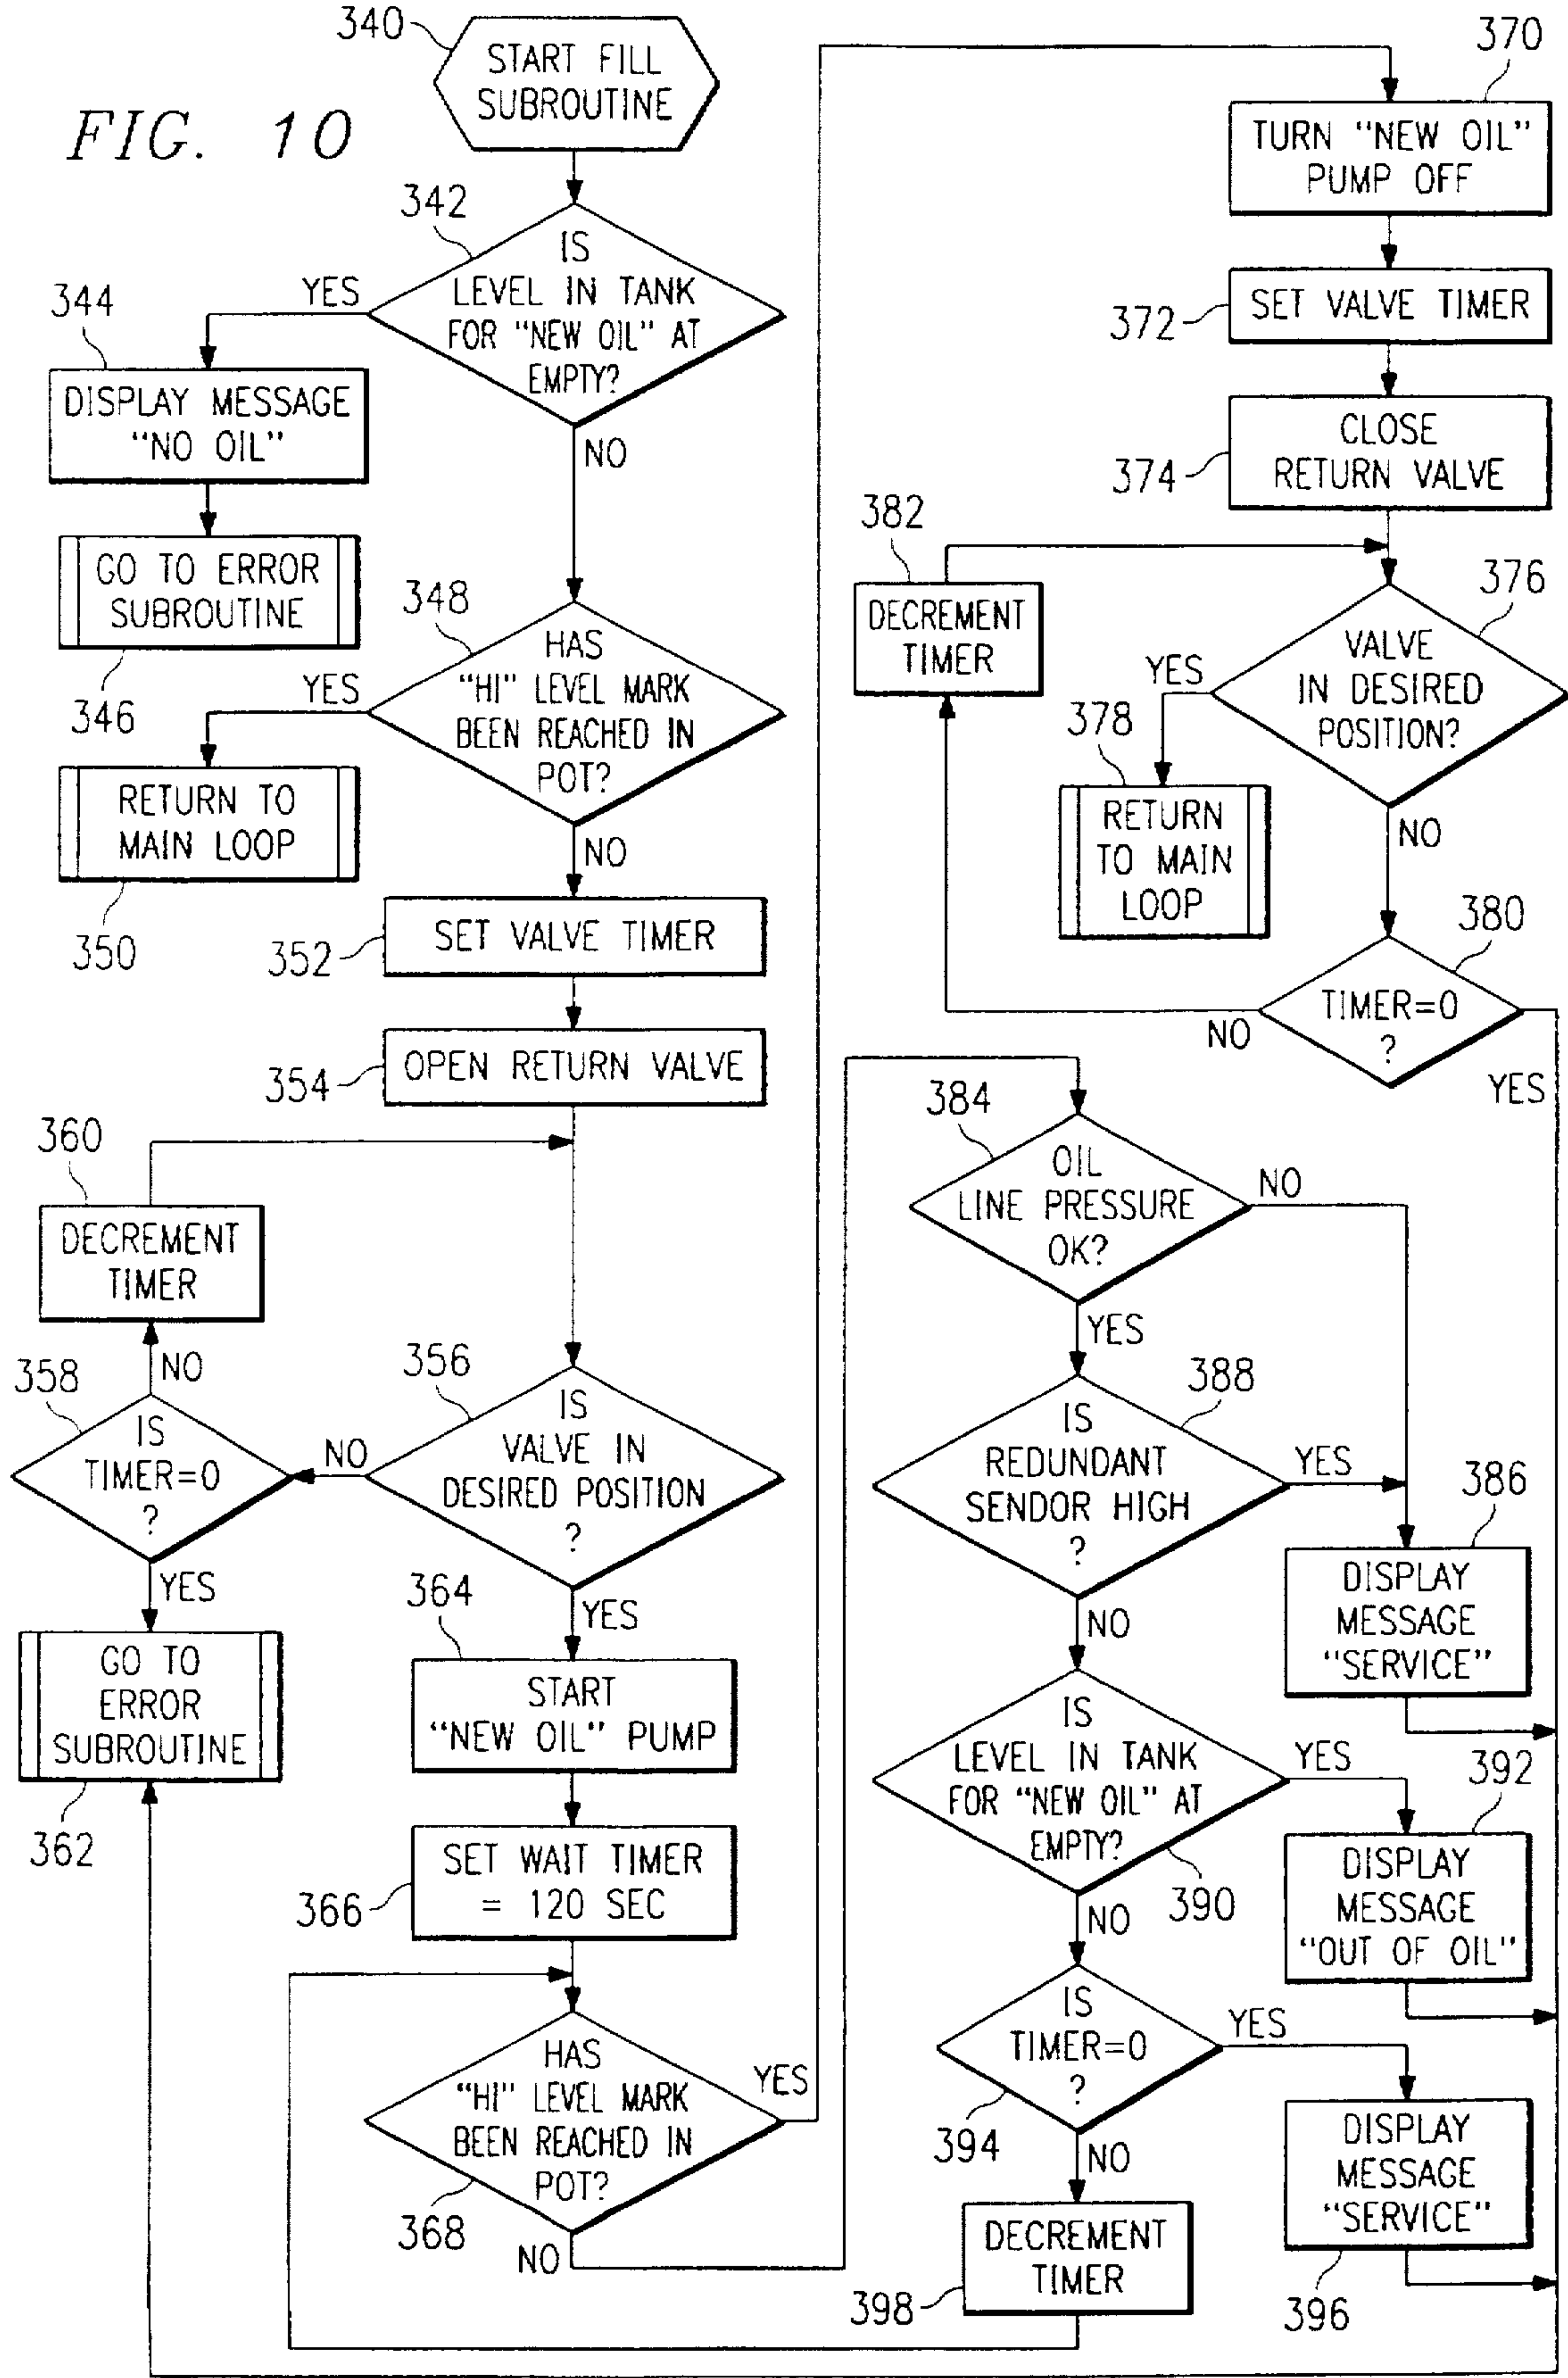 FIG. 10
340
START FILL
SUBROUTINE
342
IS
LEVEL IN TANK
FOR "NEW OIL" AT
EMPTY?
YES
NO
344
DISPLAY MESSAGE
"NO OIL"
GO TO ERROR
SUBROUTINE
346
348
HAS
"HI" LEVEL MARK
BEEN REACHED IN
POT?
YES
NO
RETURN TO
MAIN LOOP
350
SET VALVE TIMER
352
OPEN RETURN VALVE
354
360
DECREMENT
TIMER
NO
358
IS
TIMER=0
?
YES
356
IS
VALVE IN
DESIRED POSITION
?
NO
YES
GO TO
ERROR
SUBROUTINE
362
364
START
"NEW OIL" PUMP
SET WAIT TIMER
= 120 SEC
366
HAS
"HI" LEVEL MARK
BEEN REACHED IN
POT?
368
YES
NO
370
TURN "NEW OIL"
PUMP OFF
SET VALVE TIMER
372
CLOSE
RETURN VALVE
374
382
DECREMENT
TIMER
376
VALVE
IN DESIRED
POSITION?
YES
NO
378
RETURN
TO MAIN
LOOP
380
TIMER=0
?
NO
YES
384
OIL
LINE PRESSURE
OK?
NO
YES
388
IS
REDUNDANT
SENDOR HIGH
?
YES
NO
386
DISPLAY
MESSAGE
"SERVICE"
IS
LEVEL IN TANK
FOR "NEW OIL" AT
EMPTY?
390
YES
NO
392
DISPLAY
MESSAGE
"OUT OF OIL"
IS
TIMER=0
?
394
YES
NO
DISPLAY
MESSAGE
"SERVICE"
396
DECREMENT
TIMER
398